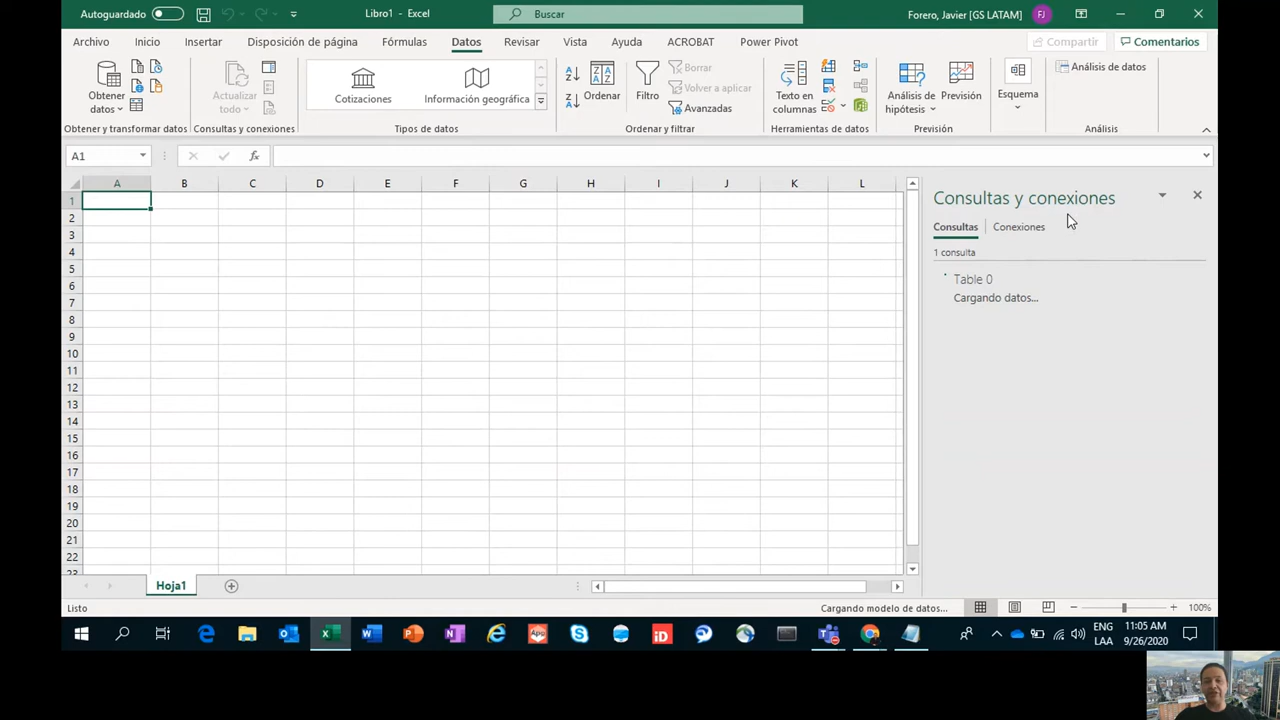 Autoguardado
Libro1 - Excel
Buscar
Forero, Javier [GS LATAM]
FJ
Archivo
Inicio
Insertar
Disposición de página
Fórmulas
Datos
Revisar
Vista
Ayuda
ACROBAT
Power Pivot
Compartir
Comentarios
Obtener datos
Actualizar todo
Cotizaciones
Información geográfica
Ordenar
Filtro
Borrar
Volver a aplicar
Avanzadas
Texto en columnas
Análisis de hipótesis
Previsión
Esquema
Análisis de datos
Obtener y transformar datos
Consultas y conexiones
Tipos de datos
Ordenar y filtrar
Herramientas de datos
Previsión
Análisis
A1
fx
A B C D E F G H I J K L
1
2
3
4
5
6
7
8
9
10
11
12
13
14
15
16
17
18
19
20
21
22
23
Consultas y conexiones
Consultas
Conexiones
1 consulta
Table 0
Cargando datos...
Hoja1
Listo
Cargando modelo de datos...
100%
App
iD
ENG
LAA
11:05 AM
9/26/2020